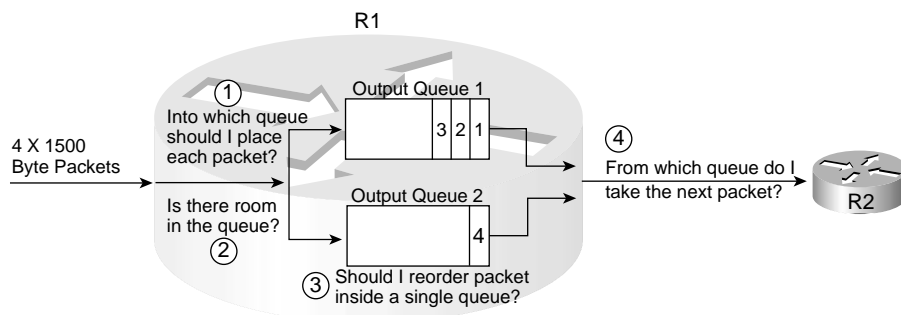 R1
1
Into which queue
should I place
each packet?
Output Queue 1
3 2 1
4 X 1500
Byte Packets
Is there room
in the queue?
2
Output Queue 2
4
3
Should I reorder packet
inside a single queue?
4
From which queue do I
take the next packet?
R2